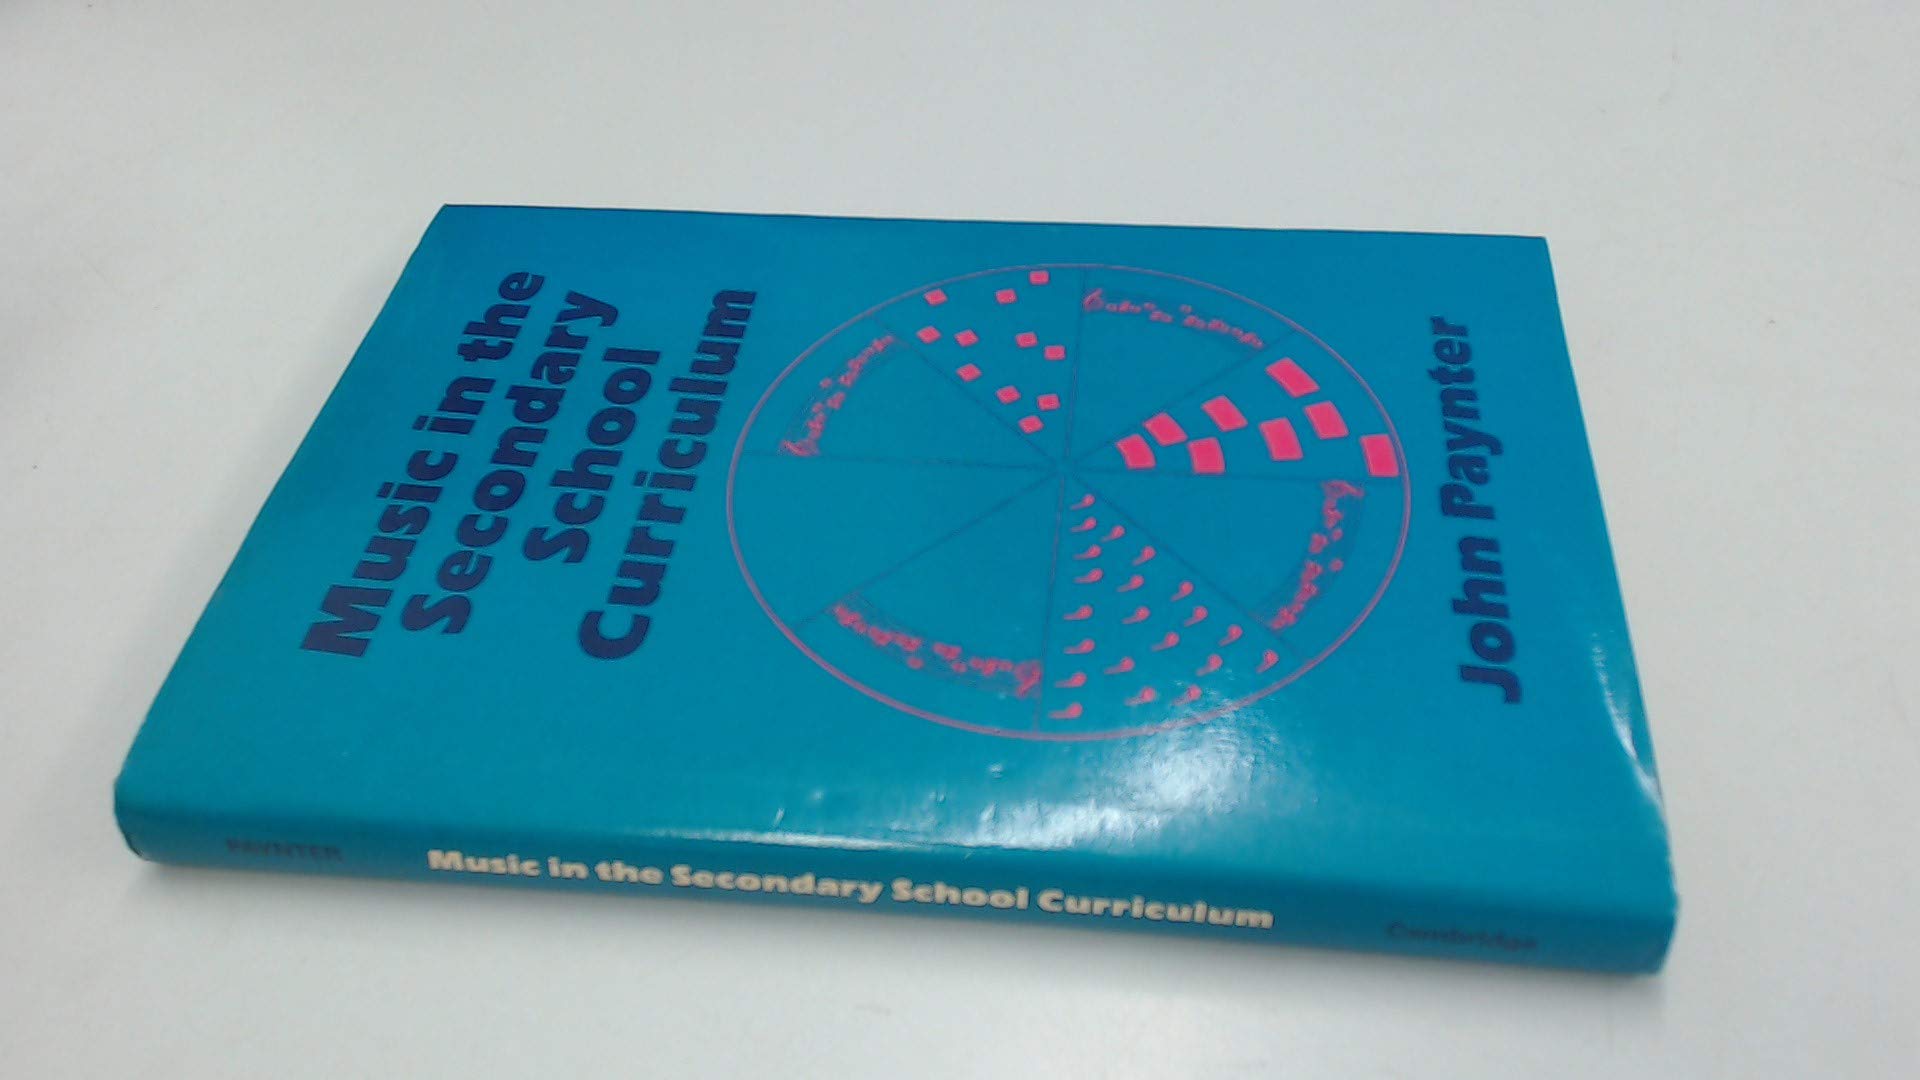 Music in the
Secondary
School
Curriculum
John Paynter
PAYNTER
Music in the Secondary School Curriculum
Cambridge